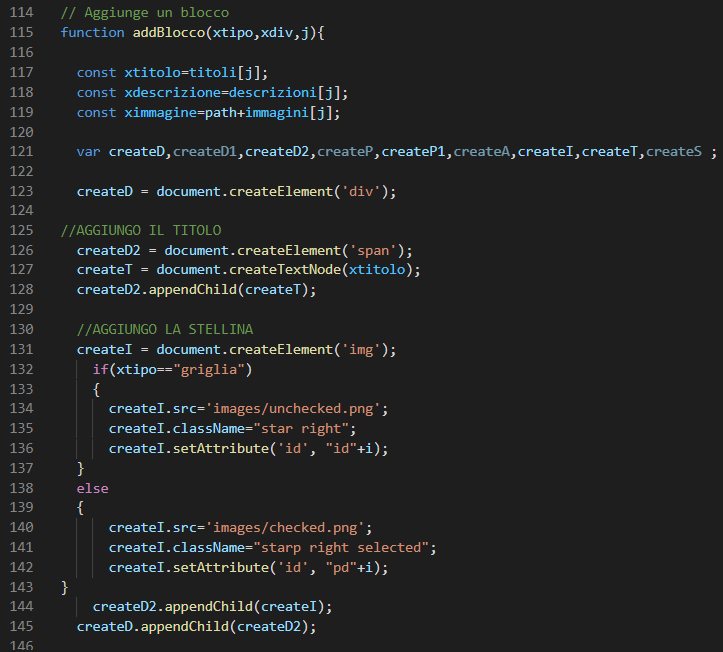 114 // Aggiunge un blocco
115 function addBlocco(xtipo,xdiv,j){
116
117 const xtitolo=titoli[j];
118 const xdescrizione=descrizioni[j];
119 const ximmagine=path+immagini[j];
120
121 var createD,createD1,createD2,createP,createP1,createA,createI,createT,createS ;
122
123 createD = document.createElement('div');
124
125 //AGGIUNGO IL TITOLO
126 createD2 = document.createElement('span');
127 createT = document.createTextNode(xtitolo);
128 createD2.appendChild(createT);
129
130 //AGGIUNGO LA STELLINA
131 createI = document.createElement('img');
132 if(xtipo=="griglia")
133 {
134 createI.src='images/unchecked.png';
135 createI.className="star right";
136 createI.setAttribute('id', "id"+i);
137 }
138 else
139 {
140 createI.src='images/checked.png';
141 createI.className="starp right selected";
142 createI.setAttribute('id', "pd"+i);
143 }
144 createD2.appendChild(createI);
145 createD.appendChild(createD2);
146